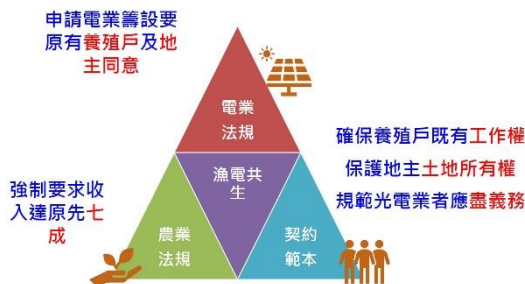 申請電業籌設要
原有養殖戶及地
主同意
電業
法規
漁電共
生
農業
法規
契約
範本
強制要求收
入達原先七
成
確保養殖戶既有工作權
保護地主土地所有權
規範光電業者應盡義務